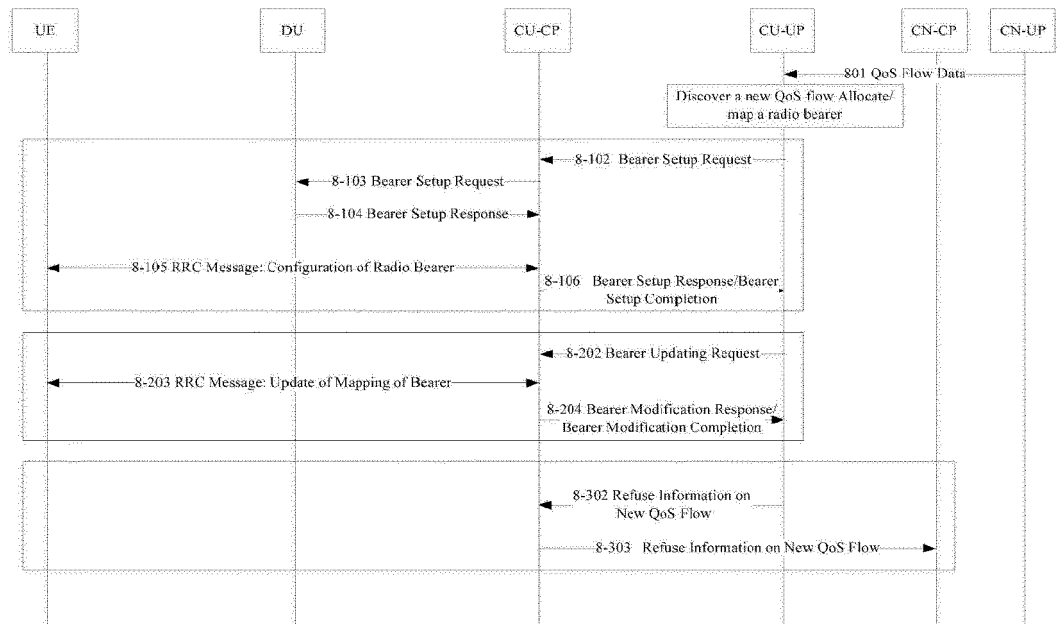 UE DU CU-CP CU-UP CN-CP CN-UP
801 QoS Flow Data
Discover a new QoS flow Allocate/
map a radio bearer
8-102 Bearer Setup Request
8-103 Bearer Setup Request
8-104 Bearer Setup Response
8-105 RRC Message: Configuration of Radio Bearer
8-106 Bearer Setup Response/Bearer
Setup Completion
8-202 Bearer Updating Request
8-203 RRC Message: Update of Mapping of Bearer
8-204 Bearer Modification Response/
Bearer Modification Completion
8-302 Refuse Information on
New QoS Flow
8-303 Refuse Information on New QoS Flow